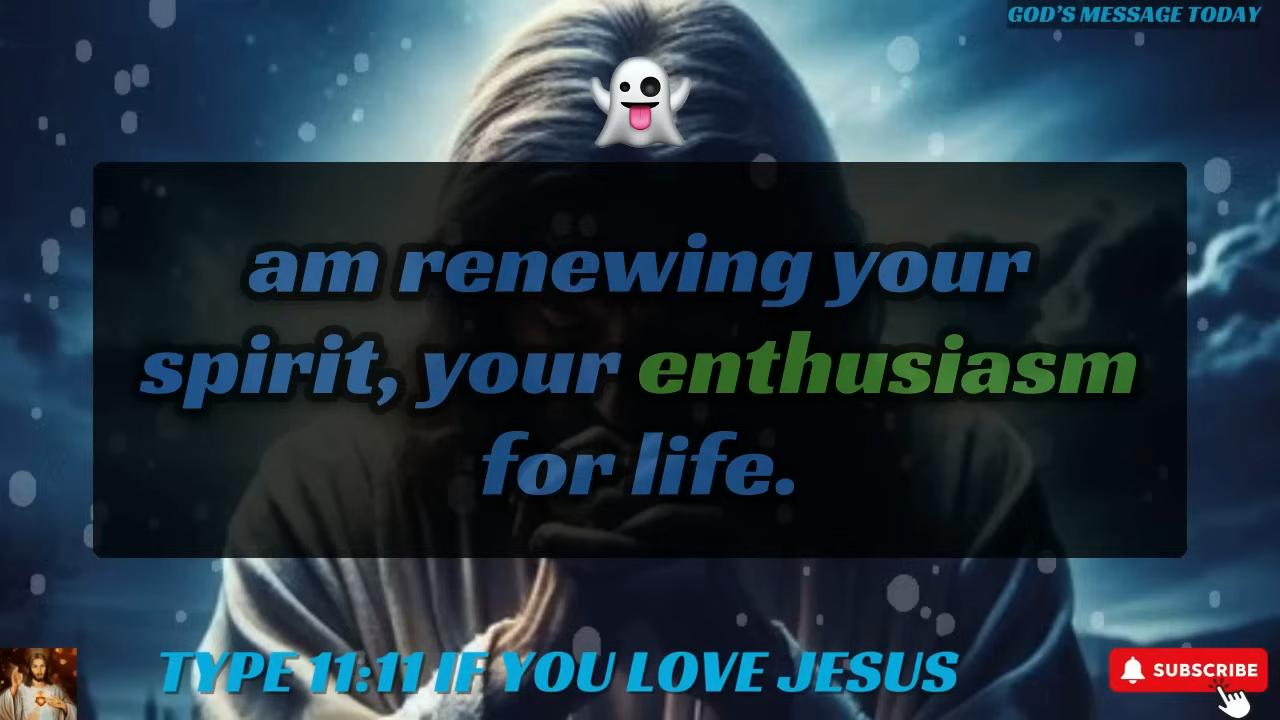 GOD'S MESSAGE TODAY
am renewing your
spirit, your enthusiasm
for life.
TYPE 11:11 IF YOU LOVE JESUS
SUBSCRIBE